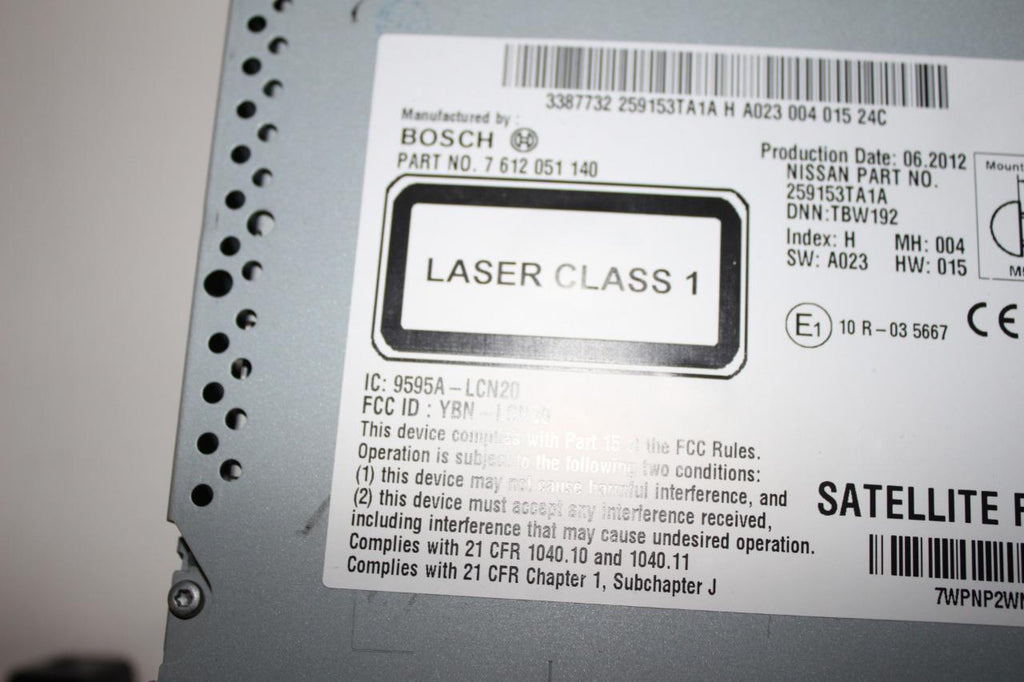 3387732 259153TA1A H A023 004 015 24C
Manufactured by :
BOSCH
PART NO. 7 612 051 140
LASER CLASS 1
Production Date: 06.2012
NISSAN PART NO.
259153TA1A
DNN:TBW192
Index: H MH: 004
SW: A023 HW: 015
Mount
E1 10 R-03 5667 CE
IC: 9595A-LCN20
FCC ID : YBN-LCN20
This device complies with Part 15 of the FCC Rules.
Operation is subject to the following two conditions:
(1) this device may not cause harmful interference, and
(2) this device must accept any interference received,
including interference that may cause undesired operation.
Complies with 21 CFR 1040.10 and 1040.11
Complies with 21 CFR Chapter 1, Subchapter J
SATELLITE
7WPNP2W